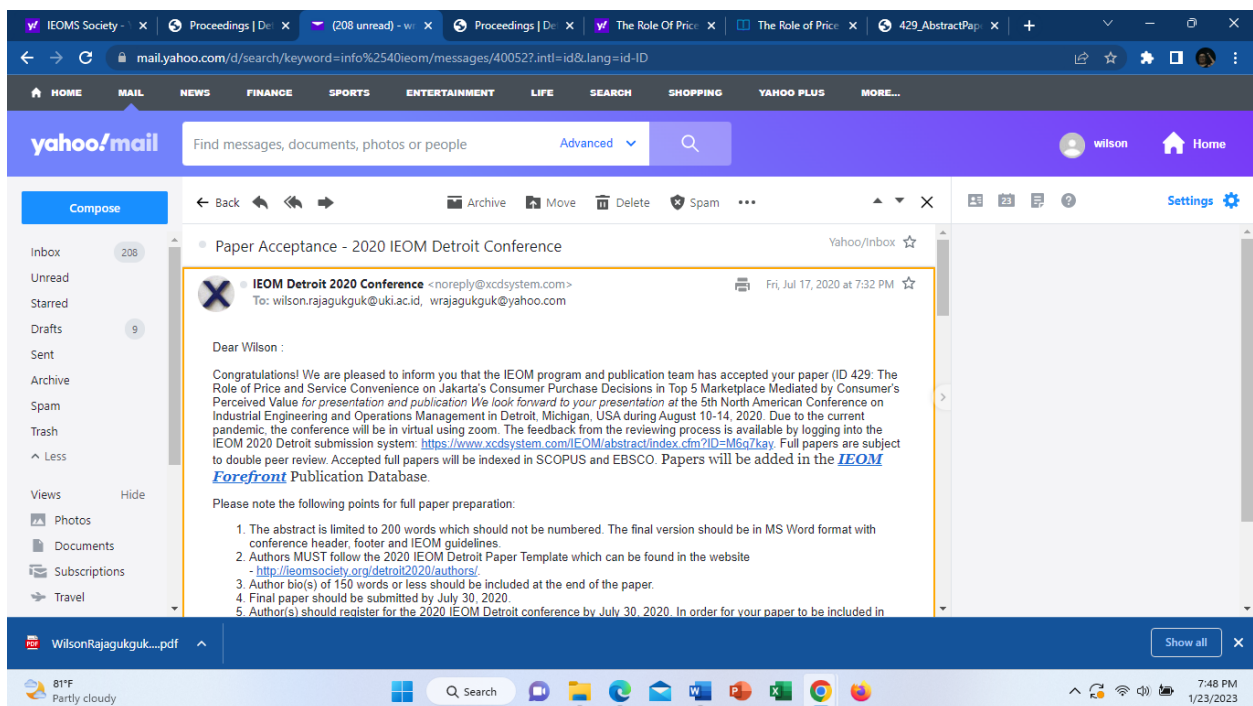 IEOMS Society - \
Proceedings | Det
(208 unread) - wr
Proceedings | De
The Role Of Price
The Role of Price
429_AbstractPap
mail.yahoo.com/d/search/keyword=info%2540ieom/messages/40052?.intl=id&.lang=id-ID
HOME MAIL NEWS FINANCE SPORTS ENTERTAINMENT LIFE SEARCH SHOPPING YAHOO PLUS MORE...
yahoo!mail
Find messages, documents, photos or people
Advanced
wilson
Home
Compose
Back
Archive Move Delete Spam
23
Settings
Inbox 208
Unread
Starred
Drafts 9
Sent
Archive
Spam
Trash
Less
Views Hide
Photos
Documents
Subscriptions
Travel
Paper Acceptance - 2020 IEOM Detroit Conference
Yahoo/Inbox
IEOM Detroit 2020 Conference <noreply@xcdsystem.com>
Fri, Jul 17, 2020 at 7:32 PM
To: wilson.rajagukguk@uki.ac.id, wrajagukguk@yahoo.com
Dear Wilson :
Congratulations! We are pleased to inform you that the IEOM program and publication team has accepted your paper (ID 429: The
Role of Price and Service Convenience on Jakarta's Consumer Purchase Decisions in Top 5 Marketplace Mediated by Consumer's
Perceived Value for presentation and publication We look forward to your presentation at the 5th North American Conference on
Industrial Engineering and Operations Management in Detroit, Michigan, USA during August 10-14, 2020. Due to the current
pandemic, the conference will be in virtual using zoom. The feedback from the reviewing process is available by logging into the
IEOM 2020 Detroit submission system: https://www.xcdsystem.com/IEOM/abstract/index.cfm?ID=M6q7kay. Full papers are subject
to double peer review. Accepted full papers will be indexed in SCOPUS and EBSCO. Papers will be added in the IEOM
Forefront Publication Database.
Please note the following points for full paper preparation:
1. The abstract is limited to 200 words which should not be numbered. The final version should be in MS Word format with
conference header, footer and IEOM guidelines.
2. Authors MUST follow the 2020 IEOM Detroit Paper Template which can be found in the website
- http://ieomsociety.org/detroit2020/authors/.
3. Author bio(s) of 150 words or less should be included at the end of the paper.
4. Final paper should be submitted by July 30, 2020.
5. Author(s) should register for the 2020 IEOM Detroit conference by July 30, 2020. In order for your paper to be included in
WilsonRajagukguk....pdf
Show all
81°F
Partly cloudy
Search
7:48 PM
1/23/2023